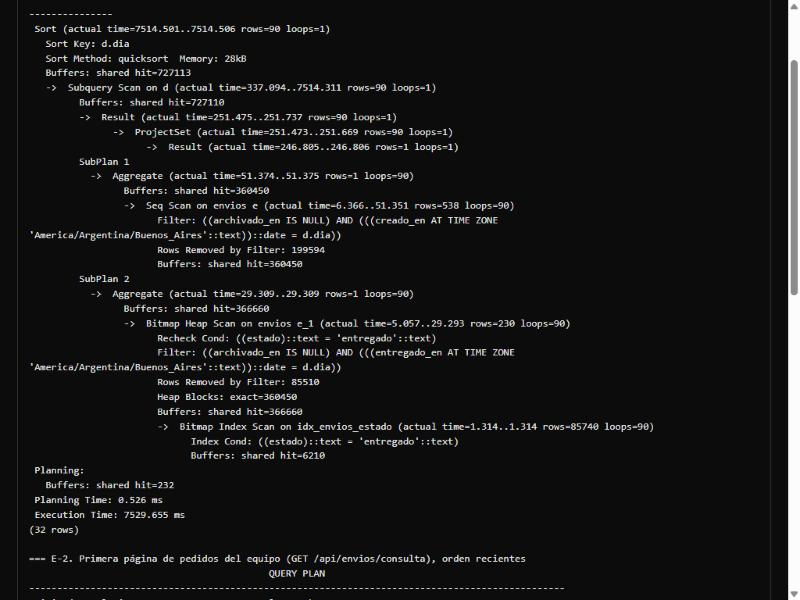 ---------------
Sort (actual time=7514.501..7514.506 rows=90 loops=1)
Sort Key: d.dia
Sort Method: quicksort  Memory: 28kB
Buffers: shared hit=727113
->  Subquery Scan on d (actual time=337.094..7514.311 rows=90 loops=1)
Buffers: shared hit=727110
->  Result (actual time=251.475..251.737 rows=90 loops=1)
->  ProjectSet (actual time=251.473..251.669 rows=90 loops=1)
->  Result (actual time=246.805..246.806 rows=1 loops=1)
SubPlan 1
->  Aggregate (actual time=51.374..51.375 rows=1 loops=90)
Buffers: shared hit=360450
->  Seq Scan on envios e (actual time=6.366..51.351 rows=538 loops=90)
Filter: ((archivado_en IS NULL) AND (((creado_en AT TIME ZONE
'America/Argentina/Buenos_Aires'::text))::date = d.dia))
Rows Removed by Filter: 199594
Buffers: shared hit=360450
SubPlan 2
->  Aggregate (actual time=29.309..29.309 rows=1 loops=90)
Buffers: shared hit=366660
->  Bitmap Heap Scan on envios e_1 (actual time=5.057..29.293 rows=230 loops=90)
Recheck Cond: ((estado)::text = 'entregado'::text)
Filter: ((archivado_en IS NULL) AND (((entregado_en AT TIME ZONE
'America/Argentina/Buenos_Aires'::text))::date = d.dia))
Rows Removed by Filter: 85510
Heap Blocks: exact=360450
Buffers: shared hit=366660
->  Bitmap Index Scan on idx_envios_estado (actual time=1.314..1.314 rows=85740 loops=90)
Index Cond: ((estado)::text = 'entregado'::text)
Buffers: shared hit=6210
Planning:
Buffers: shared hit=232
Planning Time: 0.526 ms
Execution Time: 7529.655 ms
(32 rows)
=== E-2. Primera página de pedidos del equipo (GET /api/envios/consulta), orden recientes
QUERY PLAN
-----------------------------------------------------------------------------------------------